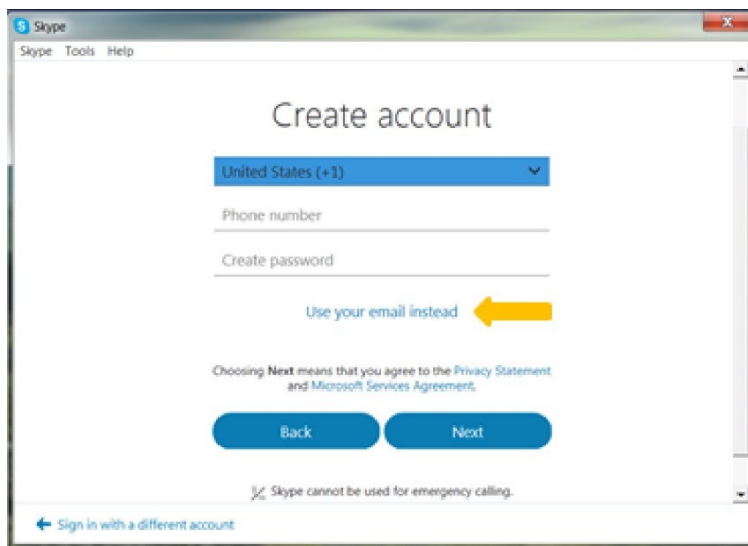 Skype
Skype Tools Help
Create account
United States (+1)
Phone number
Create password
Use your email instead
Choosing Next means that you agree to the Privacy Statement
and Microsoft Services Agreement.
Back Next
Skype cannot be used for emergency calling.
Sign in with a different account